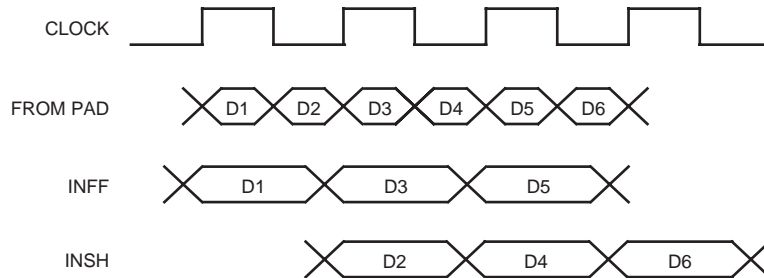 CLOCK
FROM PAD D1 D2 D3 D4 D5 D6
INFF D1 D3 D5
INSH D2 D4 D6